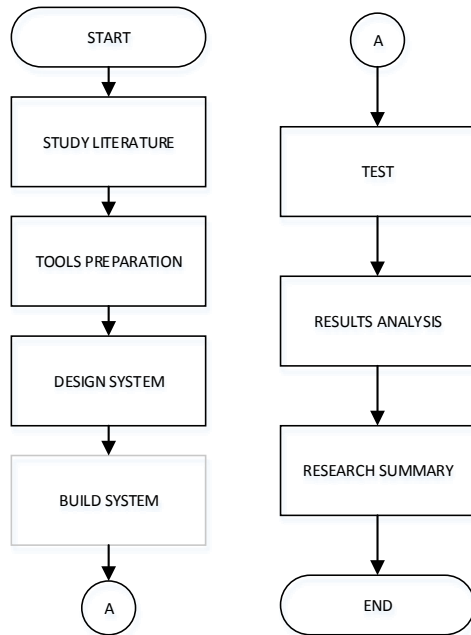 START
STUDY LITERATURE
TOOLS PREPARATION
DESIGN SYSTEM
BUILD SYSTEM
A
A
TEST
RESULTS ANALYSIS
RESEARCH SUMMARY
END